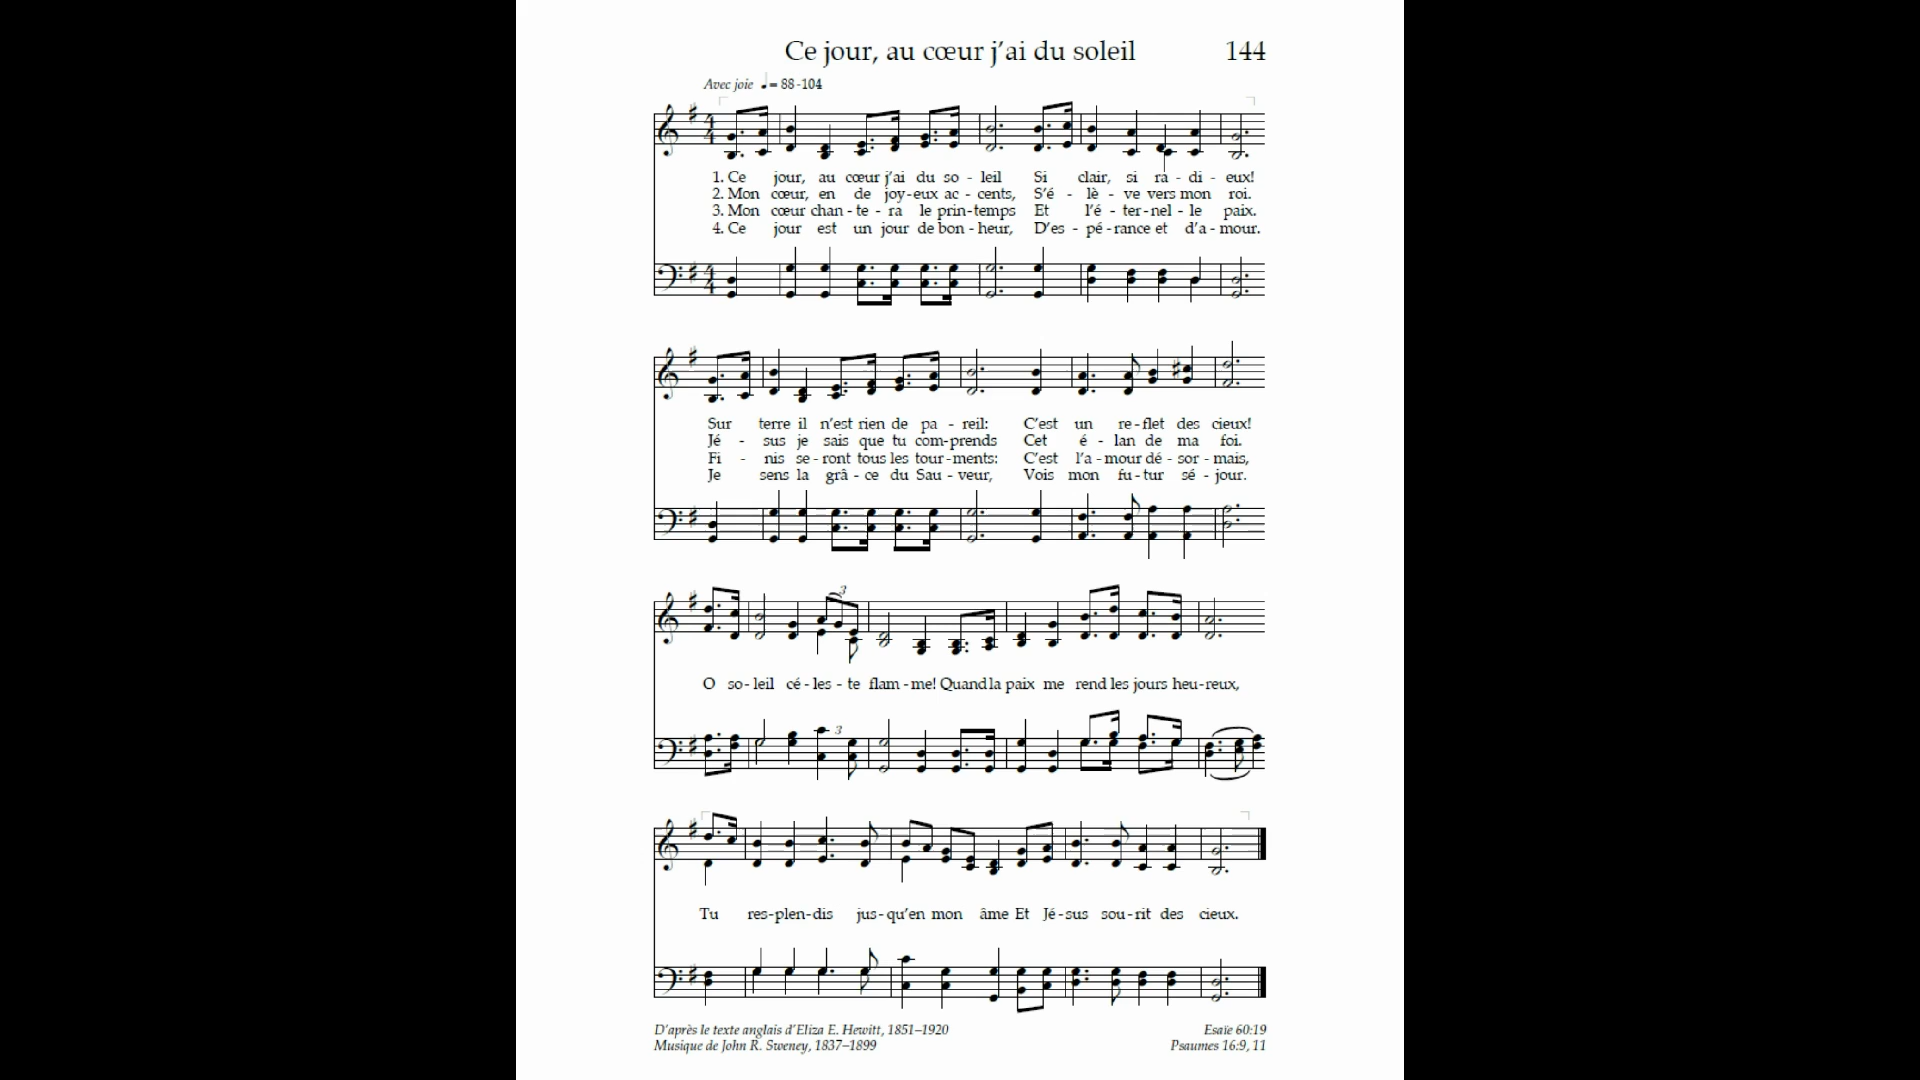 Ce jour, au cœur j'ai du soleil 144
Avec joie ♩= 88-104
1. Ce jour, au cœur j'ai du so - leil Si clair, si ra - di - eux!
2. Mon cœur, en de joy-eux ac - cents, S'é - lè - ve vers mon roi.
3. Mon cœur chan - te - ra le prin-temps Et l'é - ter-nel - le paix.
4. Ce jour est un jour de bon - heur, D'es - pé-rance et d'a - mour.
Sur terre il n'est rien de pa - reil: C'est un re-flet des cieux!
Jé - sus je sais que tu com-prends Cet é - lan de ma foi.
Fi - nis se-ront tous les tour-ments: C'est l'a-mour dé - sor - mais,
Je sens la grâ - ce du Sau - veur, Vois mon fu-tur sé - jour.
3
O so-leil cé-les-te flam-me! Quand la paix me rend les jours heu-reux,
3
Tu res-plen-dis jus-qu'en mon âme Et Jé-sus sou-rit des cieux.
D'après le texte anglais d'Eliza E. Hewitt, 1851–1920 Esaïe 60:19
Musique de John R. Sweney, 1837–1899 Psaumes 16:9, 11